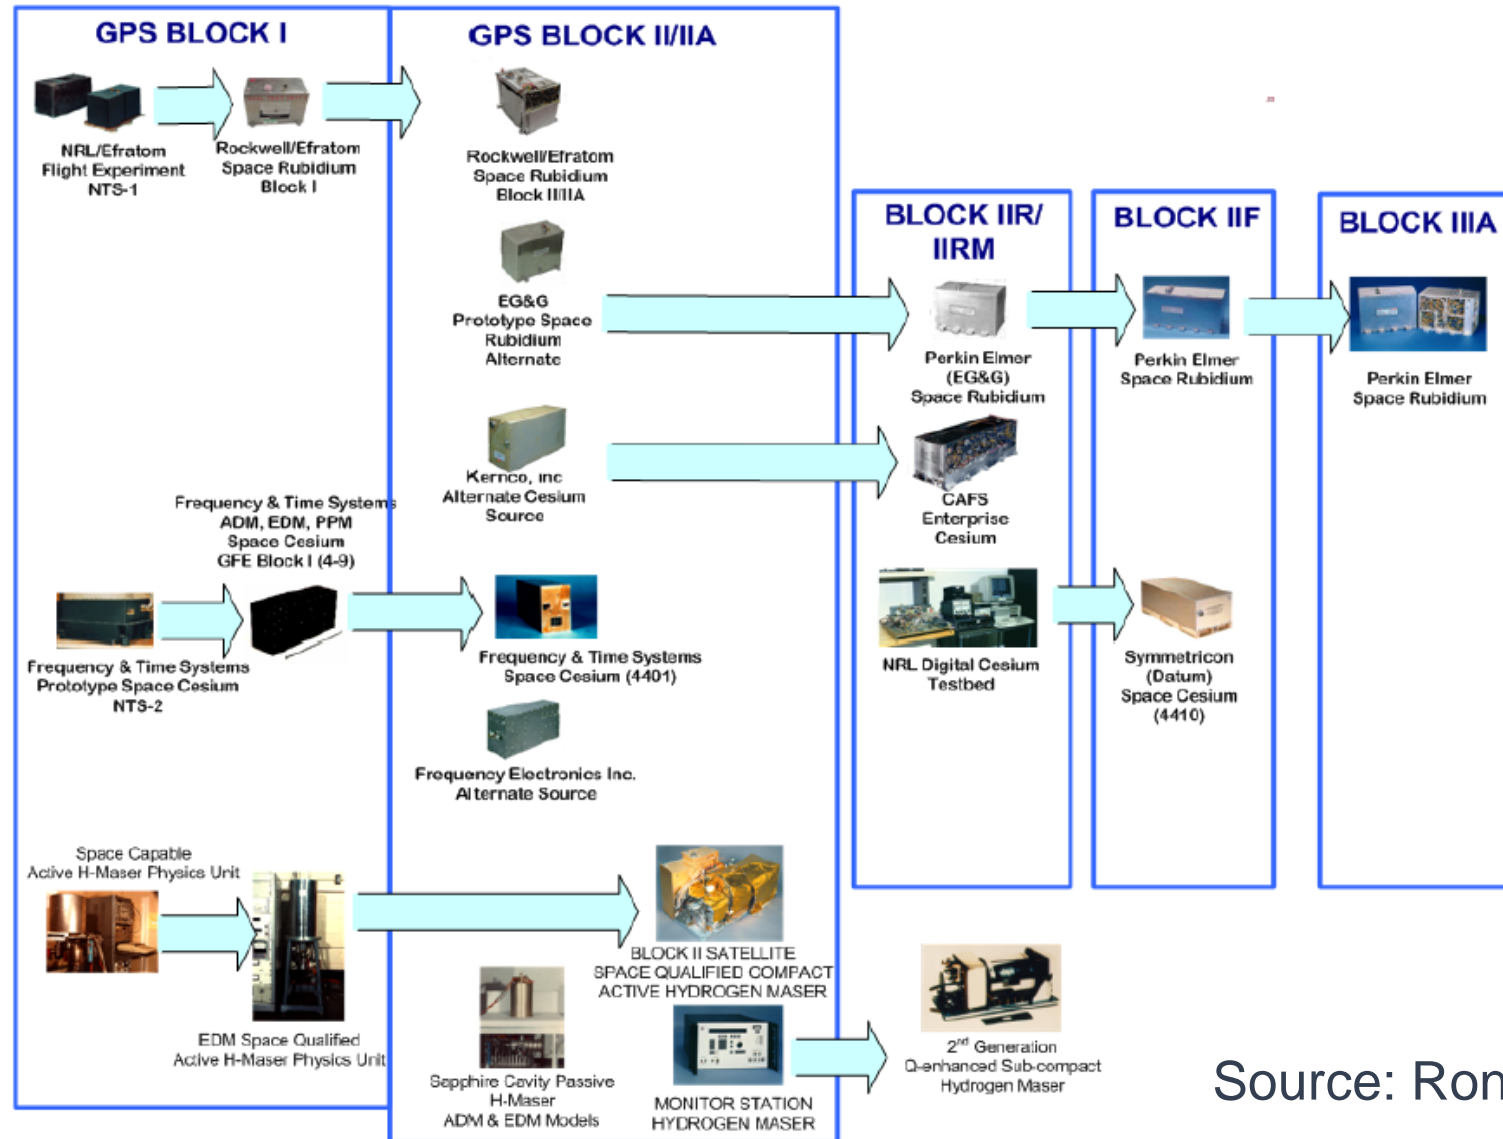 GPS BLOCK I
NRL/Efratom
Flight Experiment
NTS-1
Rockwell/Efratom
Space Rubidium
Block I
Frequency & Time Systems
ADM, EDM, PPM
Space Cesium
GFE Block I (4-9)
Frequency & Time Systems
Prototype Space Cesium
NTS-2
Space Capable
Active H-Maser Physics Unit
EDM Space Qualified
Active H-Maser Physics Unit
GPS BLOCK II/IIA
Rockwell/Efratom
Space Rubidium
Block II/IIA
EG&G
Prototype Space
Rubidium
Alternate
Kernco, inc
Alternate Cesium
Source
Frequency & Time Systems
Space Cesium (4401)
Frequency Electronics Inc.
Alternate Source
BLOCK II SATELLITE
SPACE QUALIFIED COMPACT
ACTIVE HYDROGEN MASER
Sapphire Cavity Passive
H-Maser
ADM & EDM Models
MONITOR STATION
HYDROGEN MASER
BLOCK IIR/
IIRM
Perkin Elmer
(EG&G)
Space Rubidium
CAFS
Enterprise
Cesium
NRL Digital Cesium
Testbed
2nd Generation
Q-enhanced Sub-compact
Hydrogen Maser
BLOCK IIF
Perkin Elmer
Space Rubidium
Symmetricon
(Datum)
Space Cesium
(4410)
BLOCK IIIA
Perkin Elmer
Space Rubidium
Source: Ron